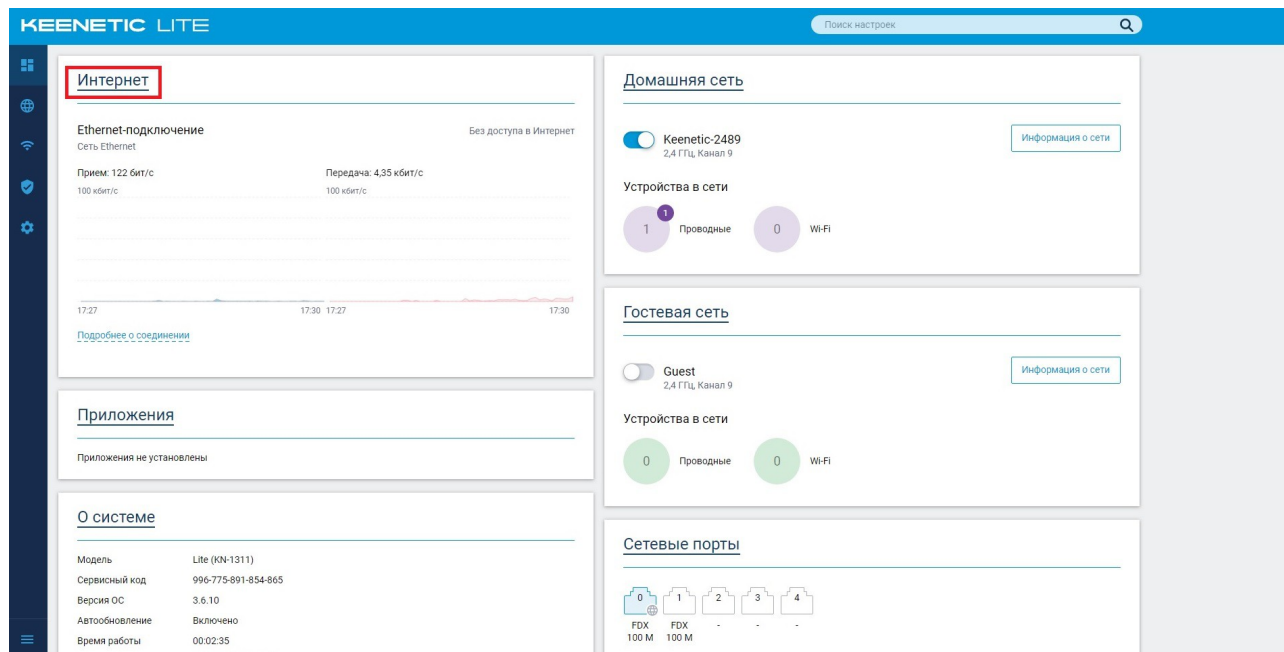 KEENETIC LITE
Поиск настроек
Интернет
Ethernet-подключение
Без доступа в Интернет
Сеть Ethernet
Прием: 122 бит/с
Передача: 4,35 кбит/с
100 кбит/с
100 кбит/с
17:27
17:30
17:27
17:30
Подробнее о соединении
Приложения
Приложения не установлены
О системе
Модель Lite (KN-1311)
Сервисный код 996-775-891-854-865
Версия ОС 3.6.10
Автообновление Включено
Время работы 00:02:35
Домашняя сеть
Keenetic-2489
2,4 ГГц, Канал 9
Информация о сети
Устройства в сети
1
1 Проводные
0 Wi-Fi
Гостевая сеть
Guest
2,4 ГГц, Канал 9
Информация о сети
Устройства в сети
0 Проводные
0 Wi-Fi
Сетевые порты
0 1 2 3 4
FDX FDX - - -
100 M 100 M